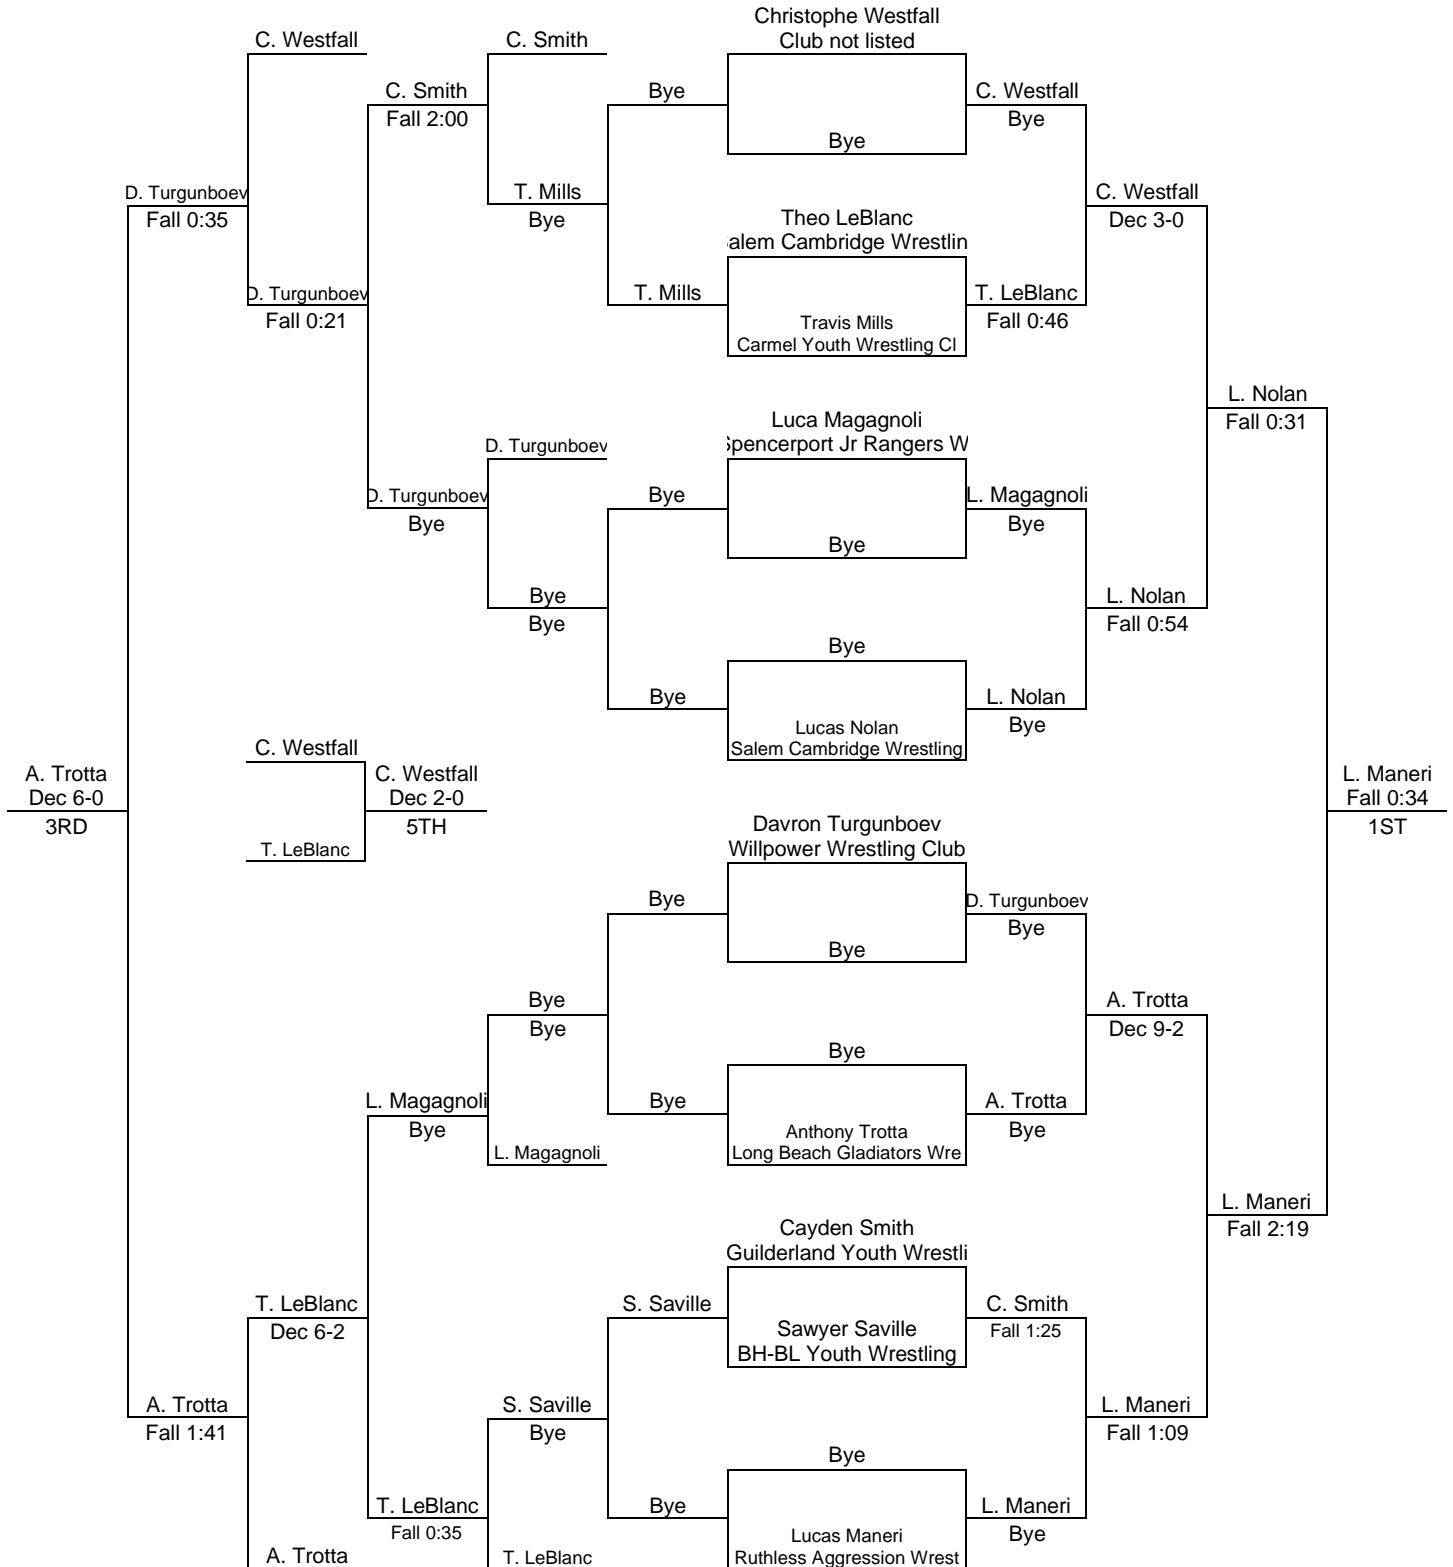 Christophe Westfall
C. Westfall
C. Smith
Club not listed
C. Smith
Bye
C. Westfall
Fall 2:00
Bye
Bye
D. Turgunboev
T. Mills
C. Westfall
Fall 0:35
Bye
Theo LeBlanc
Dec 3-0
alem Cambridge Wrestlin
D. Turgunboev
T. Mills
T. LeBlanc
Fall 0:21
Travis Mills
Fall 0:46
Carmel Youth Wrestling Cl
L. Nolan
Luca Magagnoli
Fall 0:31
D. Turgunboev
Spencerport Jr Rangers W
D. Turgunboev
Bye
L. Magagnoli
Bye
Bye
Bye
Bye
L. Nolan
Bye
Fall 0:54
Bye
Bye
L. Nolan
Lucas Nolan
Bye
Salem Cambridge Wrestling
C. Westfall
A. Trotta
C. Westfall
L. Maneri
Dec 6-0
Dec 2-0
Fall 0:34
3RD
5TH
Davron Turgunboev
1ST
T. LeBlanc
Willpower Wrestling Club
Bye
D. Turgunboev
Bye
Bye
Bye
A. Trotta
Bye
Dec 9-2
Bye
L. Magagnoli
Bye
A. Trotta
Bye
Anthony Trotta
Bye
L. Magagnoli
Long Beach Gladiators Wre
L. Maneri
Cayden Smith
Fall 2:19
Guilderland Youth Wrestli
T. LeBlanc
S. Saville
C. Smith
Dec 6-2
Sawyer Saville
Fall 1:25
BH-BL Youth Wrestling
A. Trotta
S. Saville
L. Maneri
Fall 1:41
Bye
Fall 1:09
Bye
T. LeBlanc
Bye
L. Maneri
Fall 0:35
Lucas Maneri
Bye
A. Trotta
T. LeBlanc
Ruthless Aggression Wrest